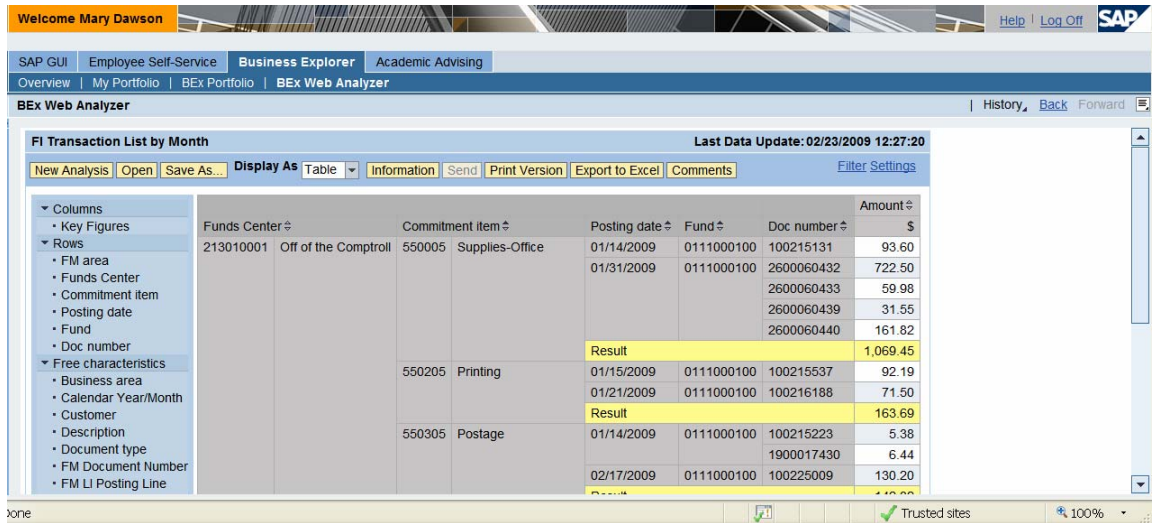 Welcome Mary Dawson
Help | Log Off SAP
SAP GUI Employee Self-Service Business Explorer Academic Advising
Overview | My Portfolio | BEx Portfolio | BEx Web Analyzer
BEx Web Analyzer | History Back Forward
FI Transaction List by Month Last Data Update: 02/23/2009 12:27:20
New Analysis Open Save As... Display As Table Information Send Print Version Export to Excel Comments Filter Settings
Columns
Key Figures
Rows
FM area
Funds Center
Commitment item
Posting date
Fund
Doc number
Free characteristics
Business area
Calendar Year/Month
Customer
Description
Document type
FM Document Number
FM LI Posting Line
Amount
Funds Center Commitment item Posting date Fund Doc number $
213010001 Off of the Comptroll 550005 Supplies-Office 01/14/2009 0111000100 100215131 93.60
01/31/2009 0111000100 2600060432 722.50
2600060433 59.98
2600060439 31.55
2600060440 161.82
Result 1,069.45
550205 Printing 01/15/2009 0111000100 100215537 92.19
01/21/2009 0111000100 100216188 71.50
Result 163.69
550305 Postage 01/14/2009 0111000100 100215223 5.38
1900017430 6.44
02/17/2009 0111000100 100225009 130.20
Done Trusted sites 100%